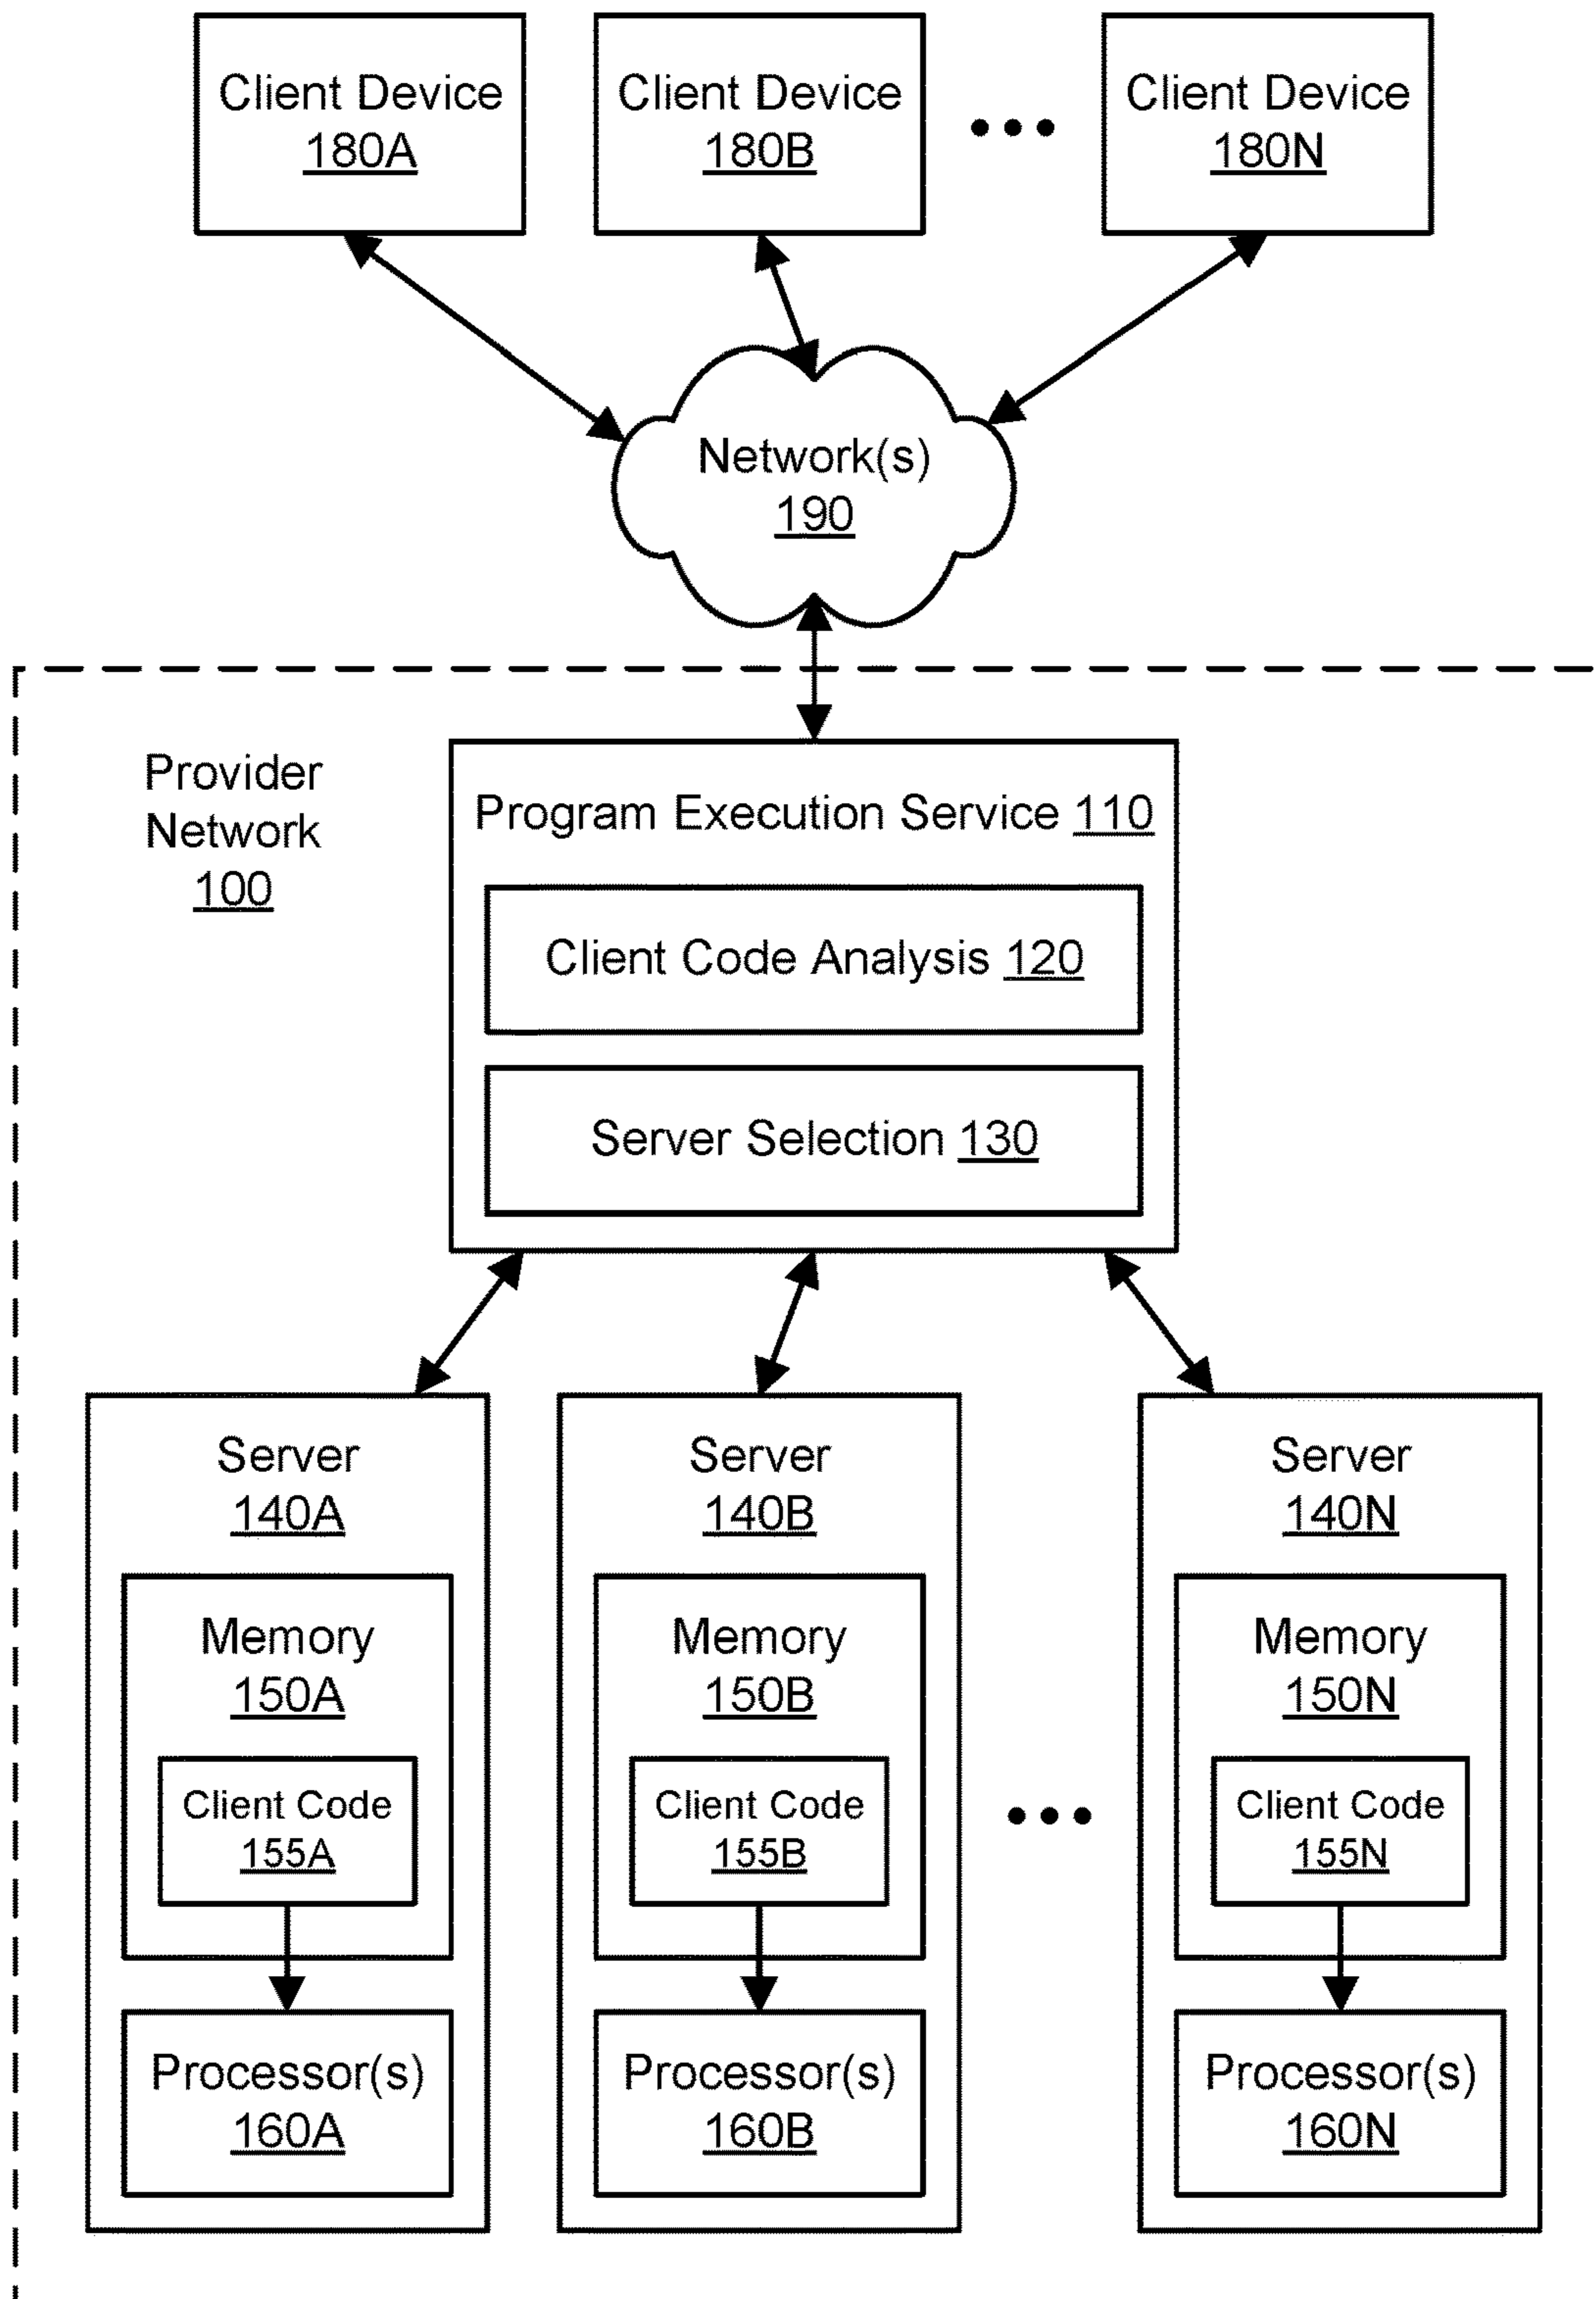 Client Device
180A
Client Device
180B
Client Device
180N
Network(s)
190
Provider
Network
100
Program Execution Service 110
Client Code Analysis 120
Server Selection 130
Server
140A
Memory
150A
Client Code
155A
Processor(s)
160A
Server
140B
Memory
150B
Client Code
155B
Processor(s)
160B
Server
140N
Memory
150N
Client Code
155N
Processor(s)
160N